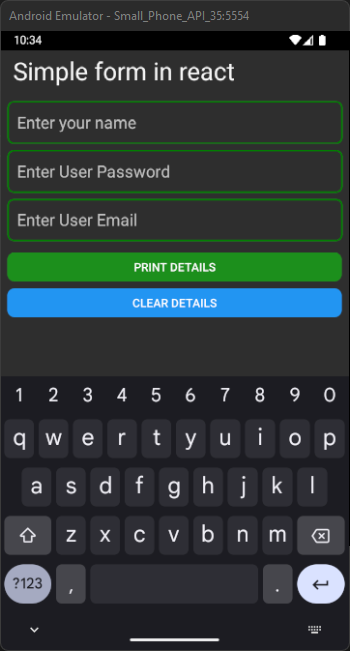 Android Emulator - Small_Phone_API_35:5554
10:34
Simple form in react
Enter your name
Enter User Password
Enter User Email
PRINT DETAILS
CLEAR DETAILS
1 2 3 4 5 6 7 8 9 0
q w e r t y u i o p
a s d f g h j k l
z x c v b n m
?123 , .